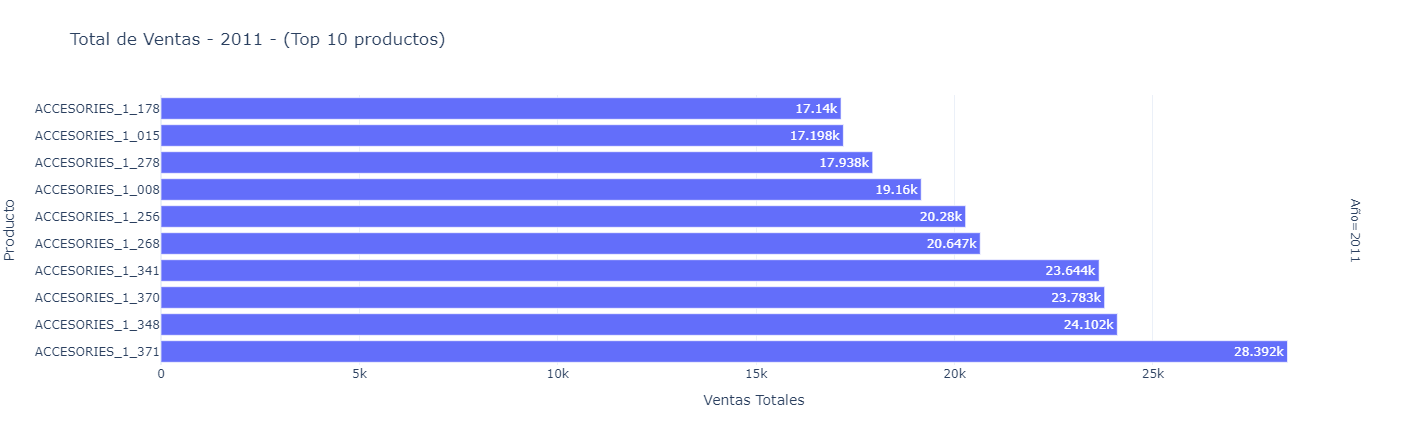 Total de Ventas - 2011 - (Top 10 productos)
Producto
ACCESORIES_1_178 17.14k
ACCESORIES_1_015 17.198k
ACCESORIES_1_278 17.938k
ACCESORIES_1_008 19.16k
ACCESORIES_1_256 20.28k
ACCESORIES_1_268 20.647k
ACCESORIES_1_341 23.644k
ACCESORIES_1_370 23.783k
ACCESORIES_1_348 24.102k
ACCESORIES_1_371 28.392k
0 5k 10k 15k 20k 25k
Ventas Totales
Año=2011